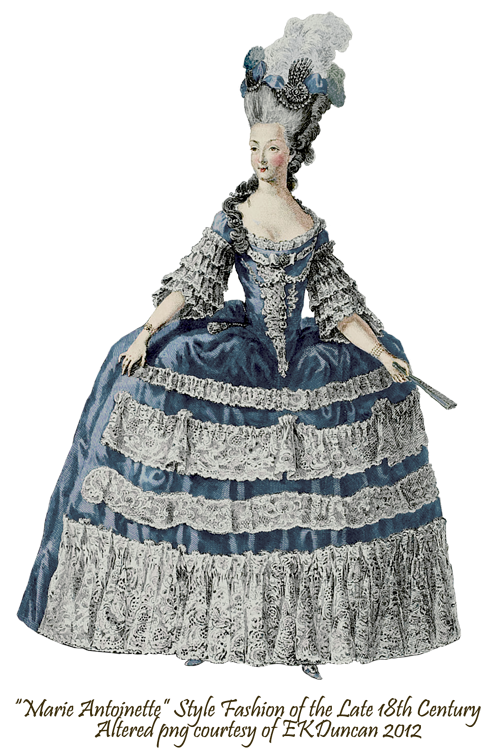 "Marie Antoinette" Style Fashion of the Late 18th Century
Altered png courtesy of EKDuncan 2012